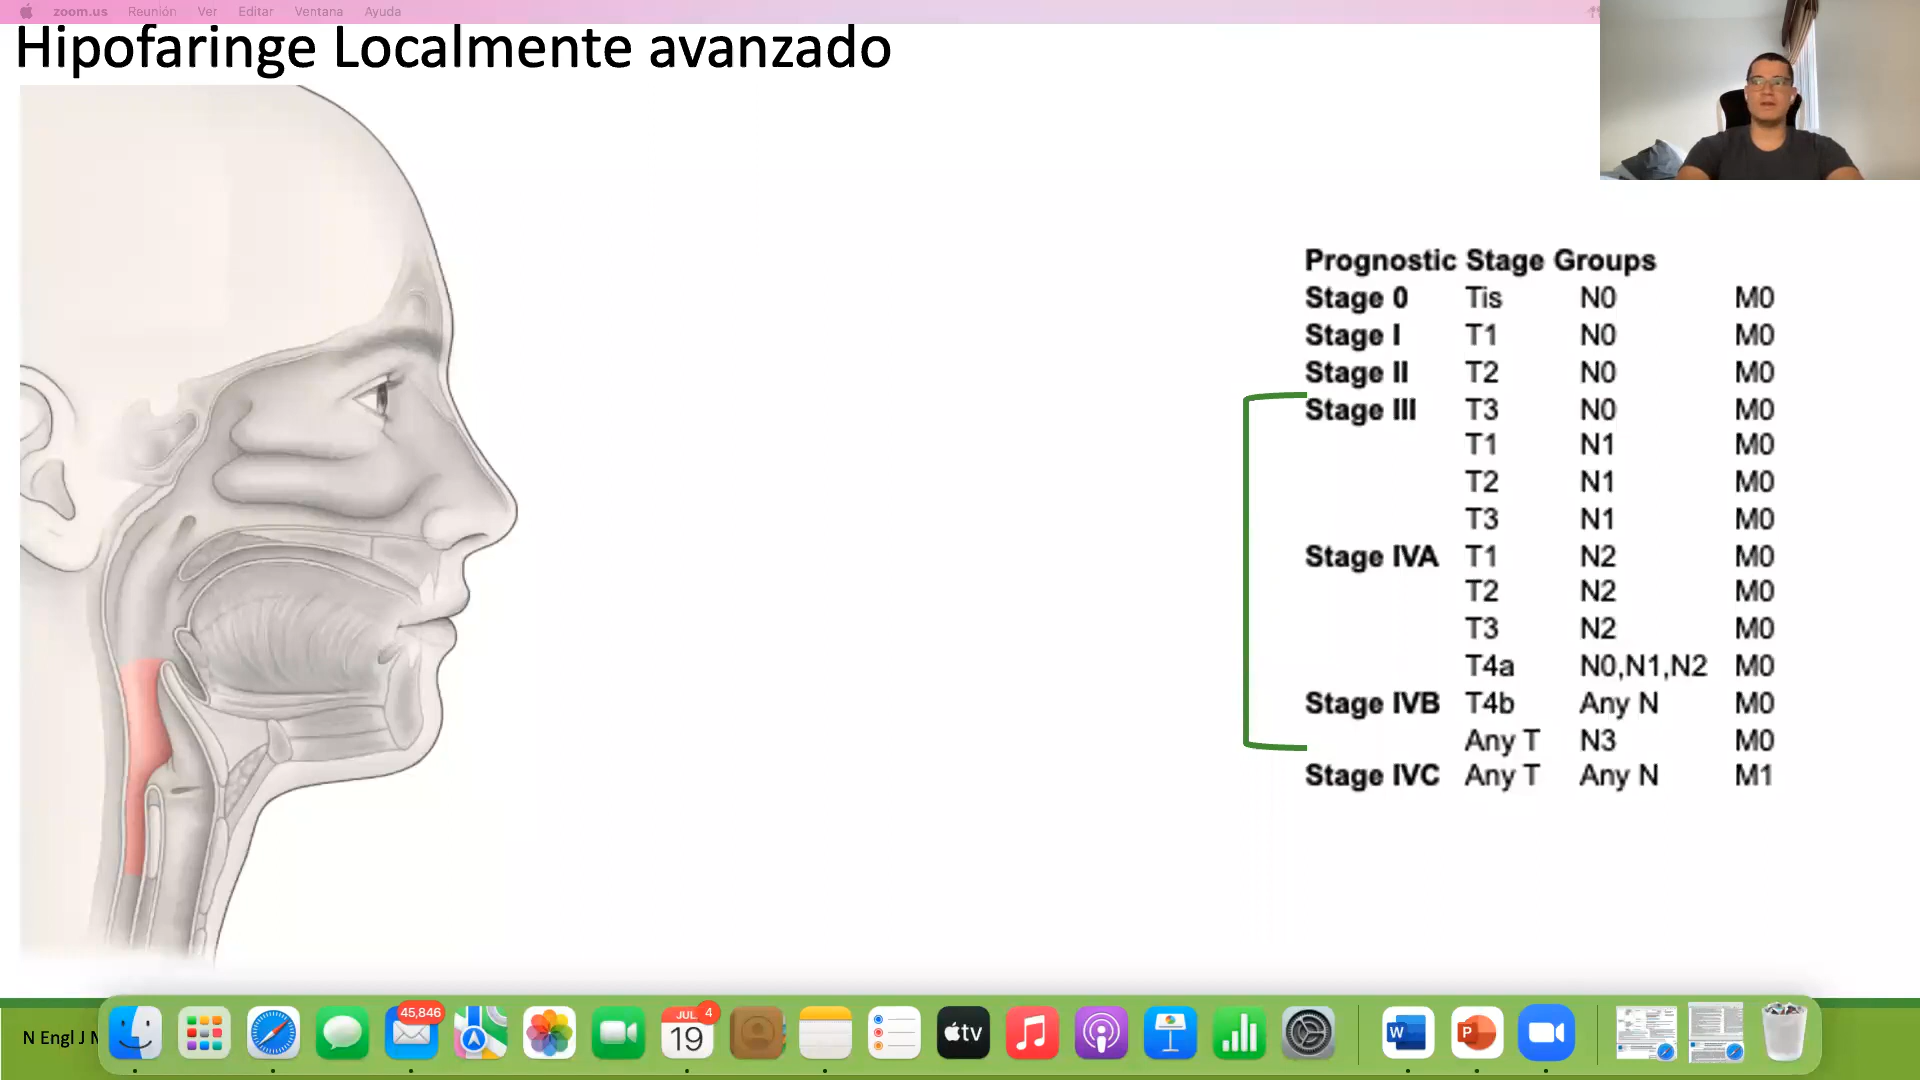 zoom.us Reunión Ver Editar Ventana Ayuda
Hipofaringe Localmente avanzado
Prognostic Stage Groups
Stage 0 Tis N0 M0
Stage I T1 N0 M0
Stage II T2 N0 M0
Stage III T3 N0 M0
T1 N1 M0
T2 N1 M0
T3 N1 M0
Stage IVA T1 N2 M0
T2 N2 M0
T3 N2 M0
T4a N0,N1,N2 M0
Stage IVB T4b Any N M0
Any T N3 M0
Stage IVC Any T Any N M1
N Engl J
45,846
JUL 4
19
tv
W
P